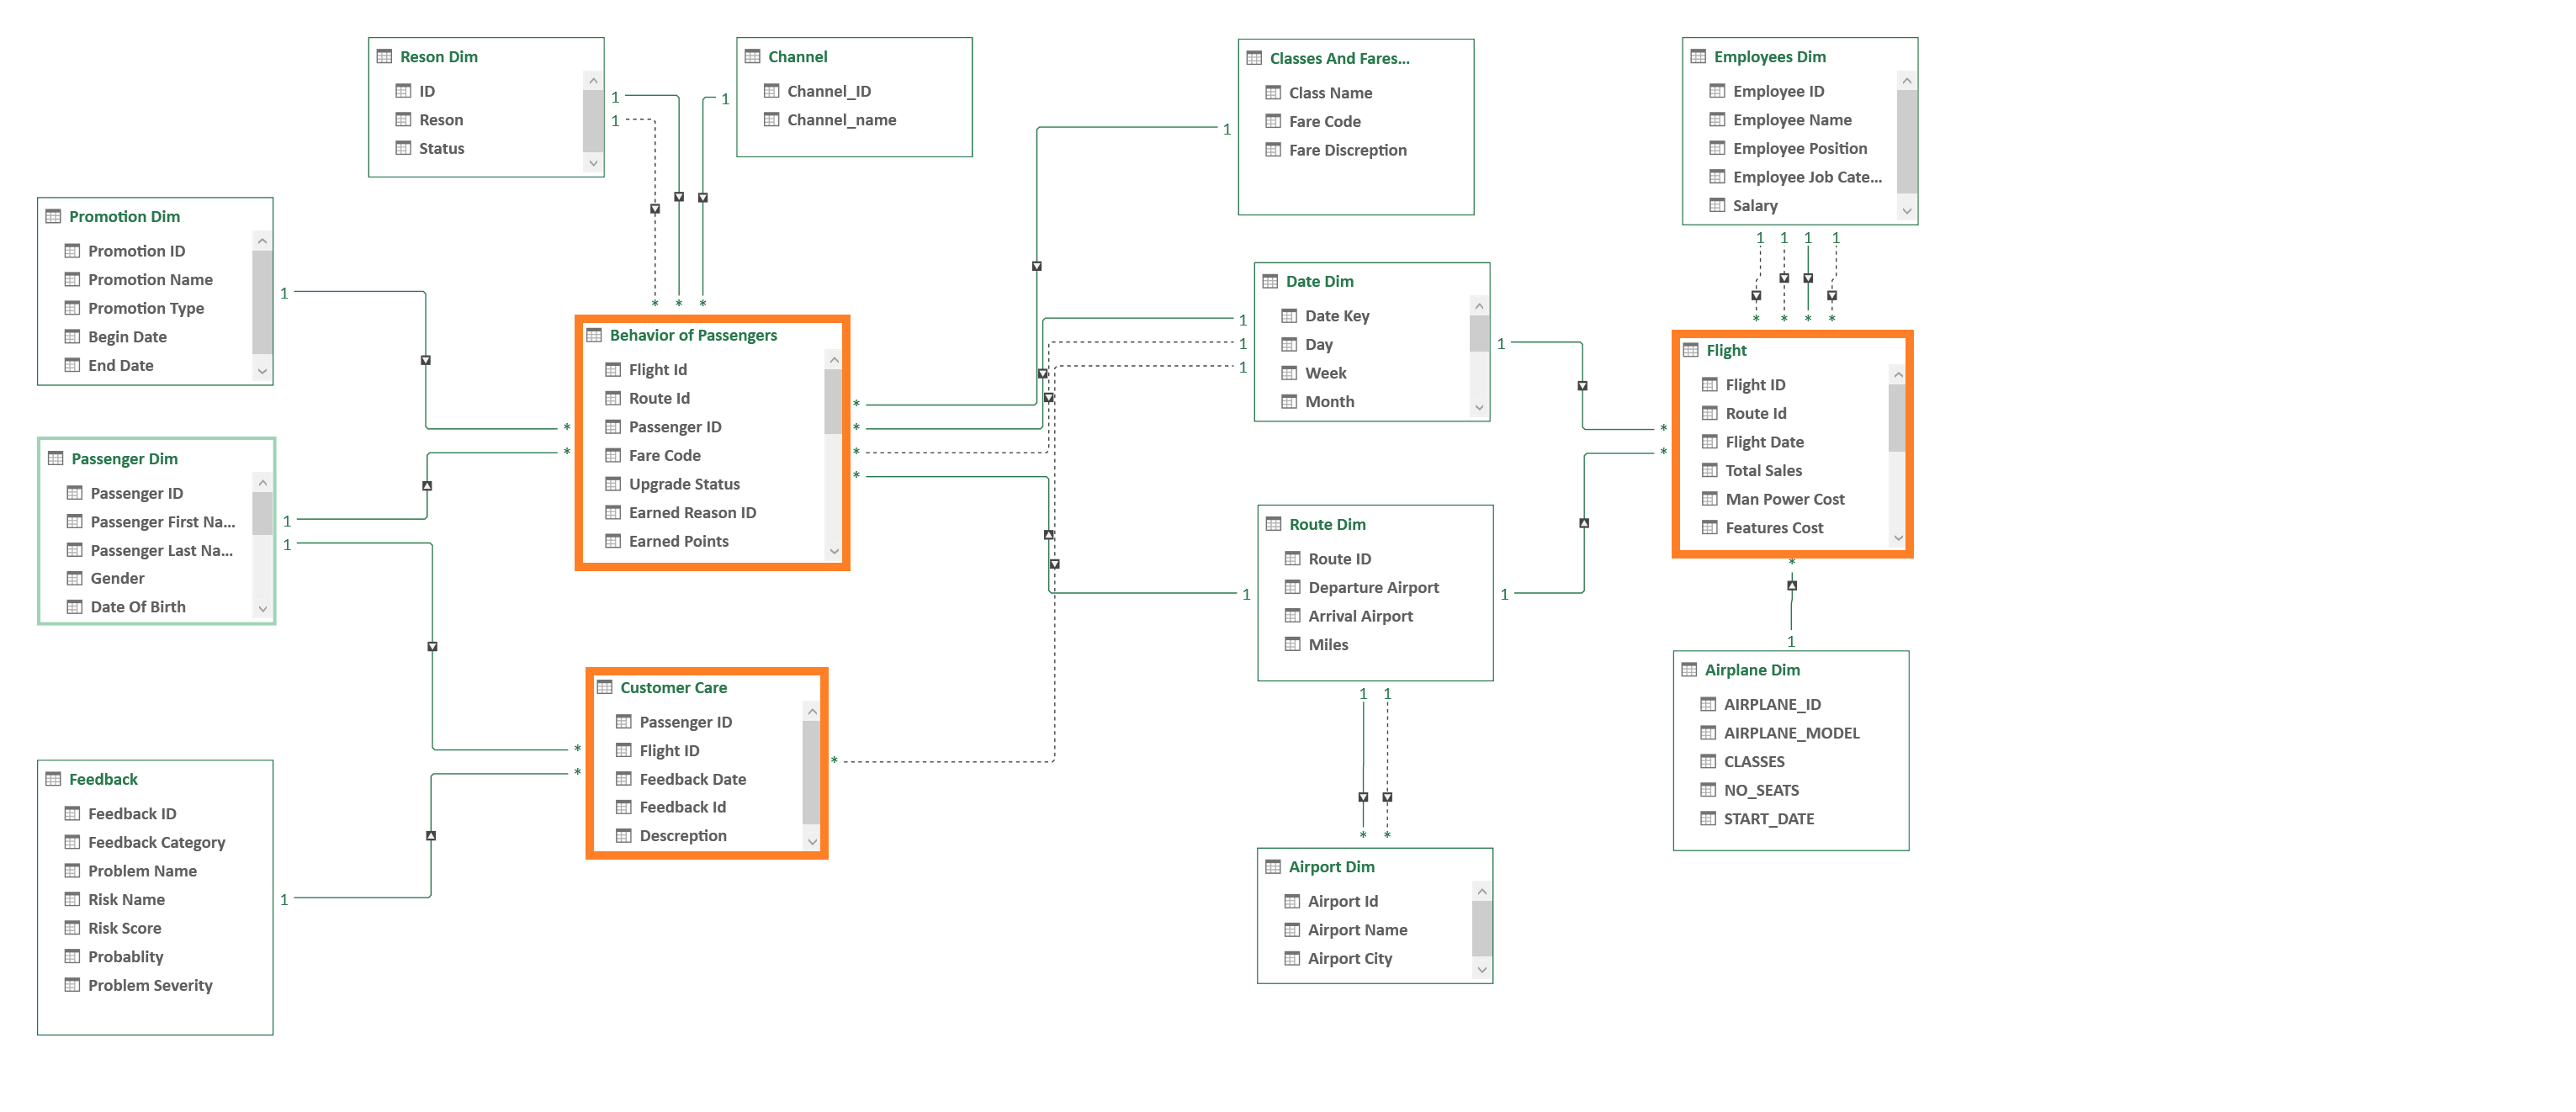 Reson Dim
ID
Reson
Status
1
1
Channel
Channel_ID
Channel_name
1
Classes And Fares...
Class Name
Fare Code
Fare Discreption
1
Employees Dim
Employee ID
Employee Name
Employee Position
Employee Job Cate...
Salary
1 1 1 1
* * * *
Promotion Dim
Promotion ID
Promotion Name
Promotion Type
Begin Date
End Date
1
* * *
Behavior of Passengers
Flight Id
Route Id
Passenger ID
Fare Code
Upgrade Status
Earned Reason ID
Earned Points
*
*
*
*
*
*
Date Dim
Date Key
Day
Week
Month
1
1
1
1
Flight
Flight ID
Route Id
Flight Date
Total Sales
Man Power Cost
Features Cost
*
*
*
Passenger Dim
Passenger ID
Passenger First Na...
Passenger Last Na...
Gender
Date Of Birth
1
1
Route Dim
Route ID
Departure Airport
Arrival Airport
Miles
1
1
1 1
* *
Customer Care
Passenger ID
Flight ID
Feedback Date
Feedback Id
Descreption
*
*
*
Airplane Dim
AIRPLANE_ID
AIRPLANE_MODEL
CLASSES
NO_SEATS
START_DATE
1
Feedback
Feedback ID
Feedback Category
Problem Name
Risk Name
Risk Score
Probablity
Problem Severity
1
Airport Dim
Airport Id
Airport Name
Airport City